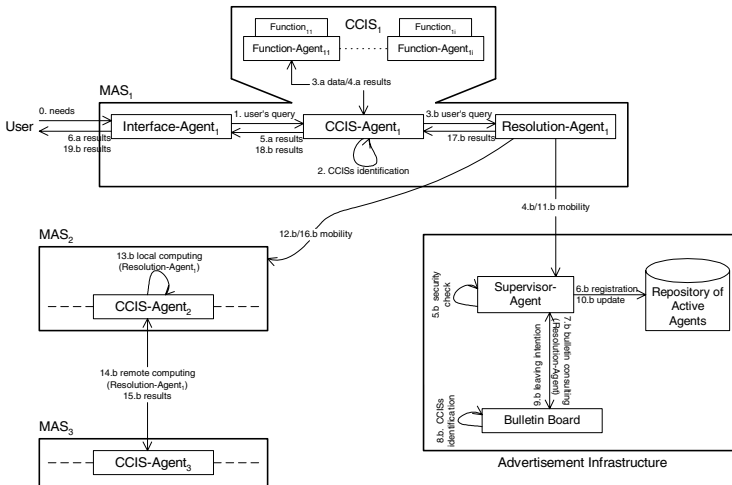 Function11
CCIS1
Function1i
Function-Agent11
Function-Agent1i
3.a data/4.a results
MAS1
0. needs
User
6.a results
19.b results
Interface-Agent1
1. user's query
5.a results
18.b results
CCIS-Agent1
2. CCISs identification
3.b user's query
17.b results
Resolution-Agent1
12.b/16.b mobility
4.b/11.b mobility
MAS2
13.b local computing
(Resolution-Agent1)
CCIS-Agent2
14.b remote computing
(Resolution-Agent1)
15.b results
MAS3
CCIS-Agent3
5.b security
check
Supervisor-
Agent
6.b registration
10.b update
Repository of
Active
Agents
9.b leaving intention
(Resolution-Agent)
7.b bulletin consulting
8.b. CCISs
identification
Bulletin Board
Advertisement Infrastructure